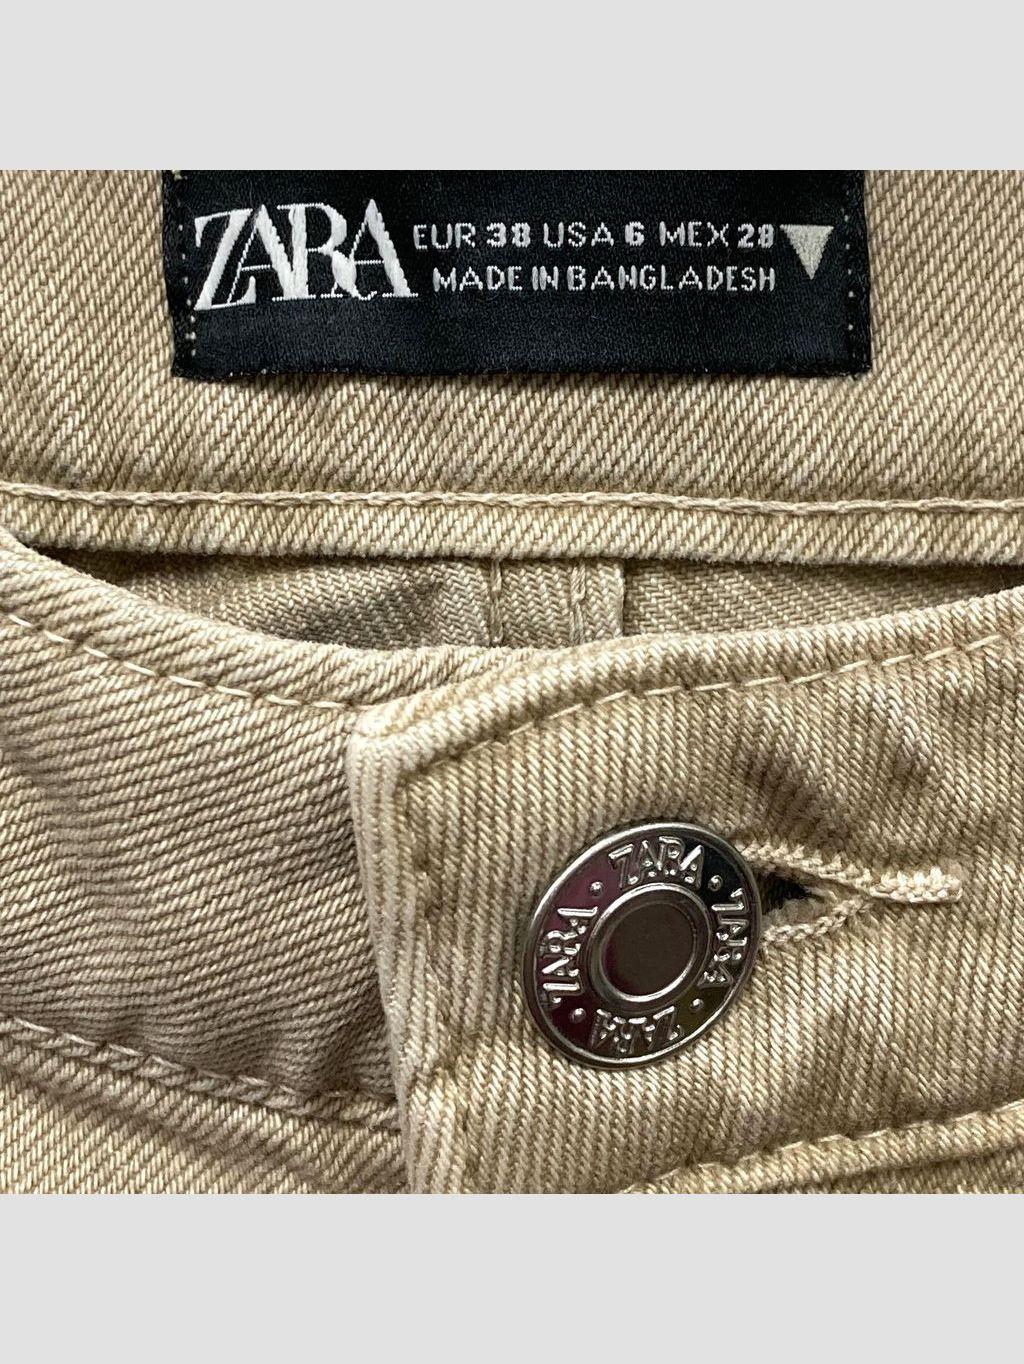 ZARA
EUR 38 USA 6 MEX 28
MADE IN BANGLADESH
ZARA · ZARA · ZARA · ZARA ·